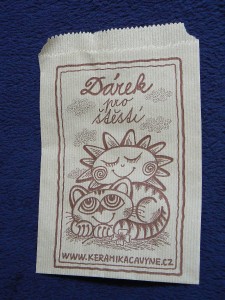 Dárek
pro
štěstí
WWW.KERAMIKACAVYNE.CZ